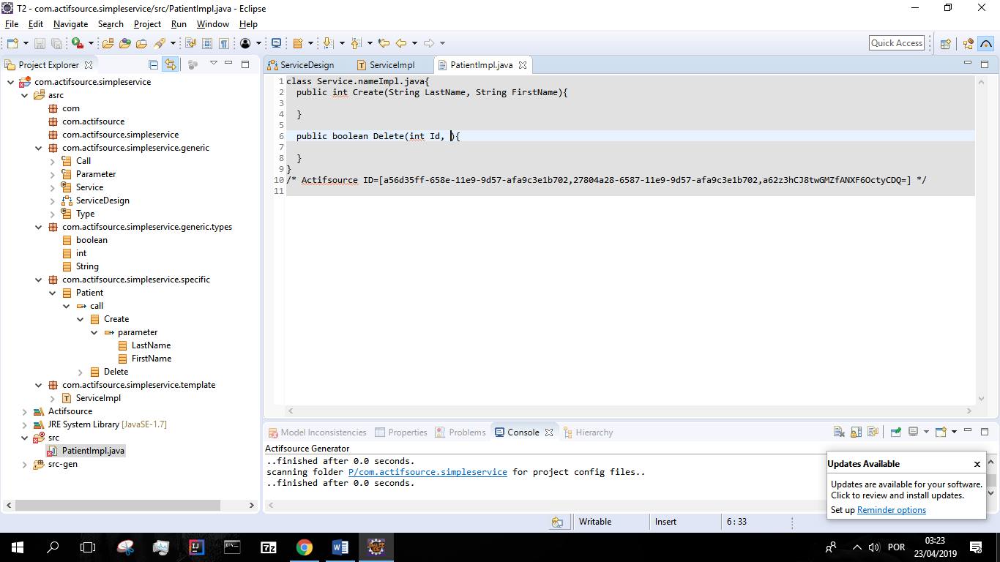 T2 - com.actifsource.simpleservice/src/PatientImpl.java - Eclipse
File Edit Navigate Search Project Run Window Help
Quick Access
Project Explorer
com.actifsource.simpleservice
asrc
com
com.actifsource
com.actifsource.simpleservice
com.actifsource.simpleservice.generic
Call
Parameter
Service
ServiceDesign
Type
com.actifsource.simpleservice.generic.types
boolean
int
String
com.actifsource.simpleservice.specific
Patient
call
Create
parameter
LastName
FirstName
Delete
com.actifsource.simpleservice.template
ServiceImpl
Actifsource
JRE System Library [JavaSE-1.7]
src
PatientImpl.java
src-gen
ServiceDesign ServiceImpl PatientImpl.java
1 class Service.nameImpl.java{
2 public int Create(String LastName, String FirstName){
3
4 }
5
6 public boolean Delete(int Id, ){
7
8 }
9 }
10 /* Actifsource ID=[a56d35ff-658e-11e9-9d57-afa9c3e1b702,27804a28-6587-11e9-9d57-afa9c3e1b702,a62z3hCJ8twGMZfANXF6OctyCDQ=] */
11
Model Inconsistencies Properties Problems Console Hierarchy
Actifsource Generator
..finished after 0.0 seconds.
scanning folder P/com.actifsource.simpleservice for project config files..
..finished after 0.0 seconds.
Updates Available
Updates are available for your software.
Click to review and install updates.
Set up Reminder options
Writable Insert 6 : 33
7z
POR
03:23
23/04/2019